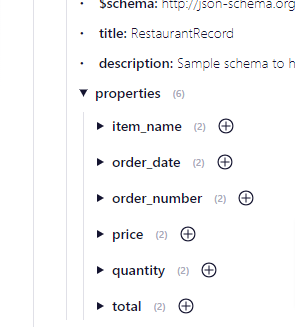 $schema: http://json-schema.org
title: RestaurantRecord
description: Sample schema to h
properties (6)
item_name (2)
order_date (2)
order_number (2)
price (2)
quantity (2)
total (2)